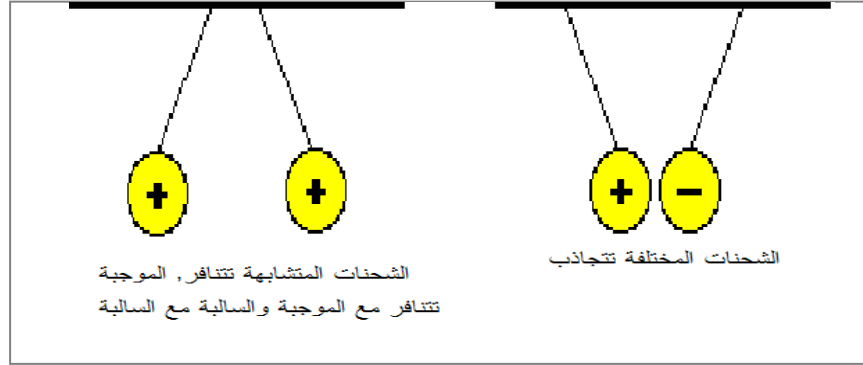 +
+
+
−
الشحنات المختلفة تتجاذب
الشحنات المتشابهة تتنافر, الموجبة
تتنافر مع الموجبة والسالبة مع السالبة